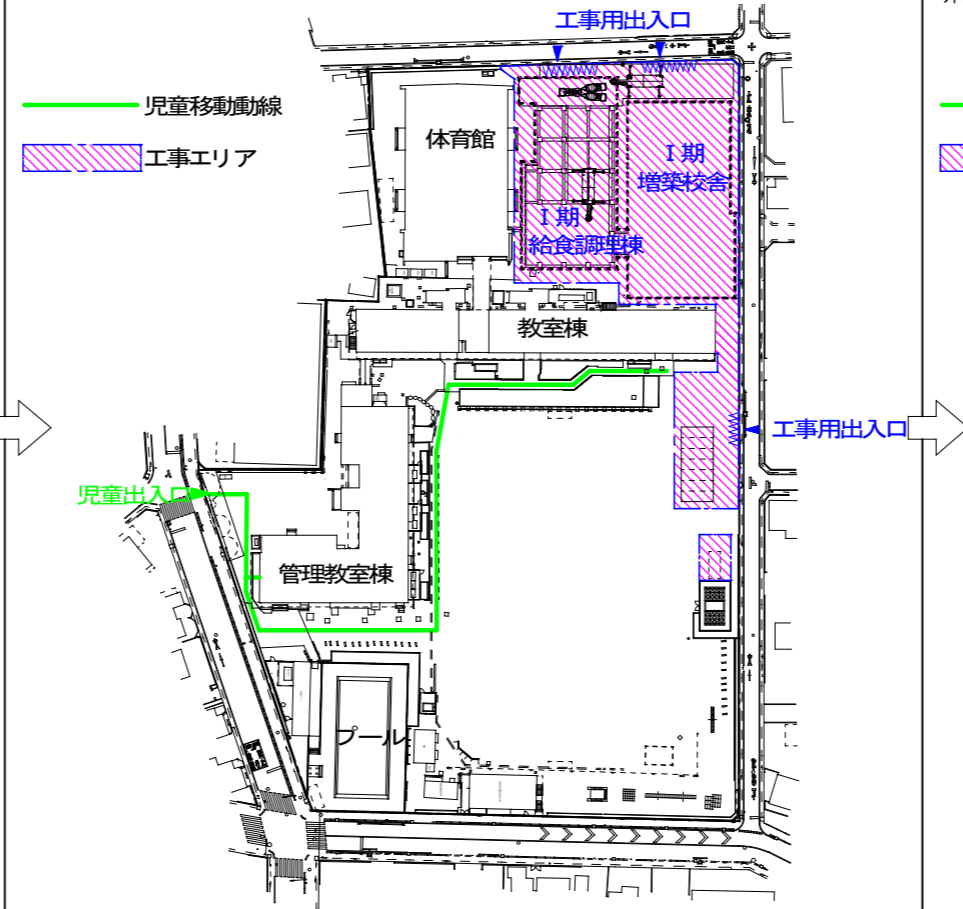 工事用出入口
児童移動動線
工事エリア
体育館
Ⅰ期
増築校舎
Ⅰ期
給食調理棟
教室棟
工事用出入口
児童出入口
管理教室棟
プール